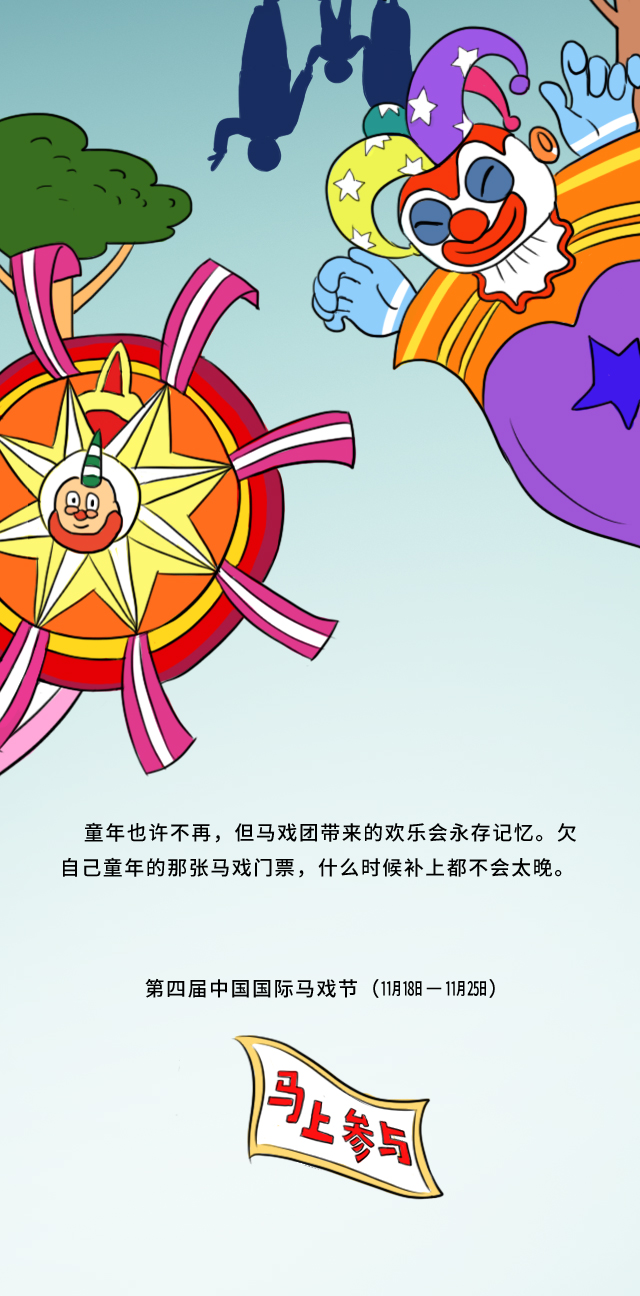 童年也许不再，但马戏团带来的欢乐会永存记忆。欠
自己童年的那张马戏门票，什么时候补上都不会太晚。
第四届中国国际马戏节（11月18日－11月25日）
马上参与